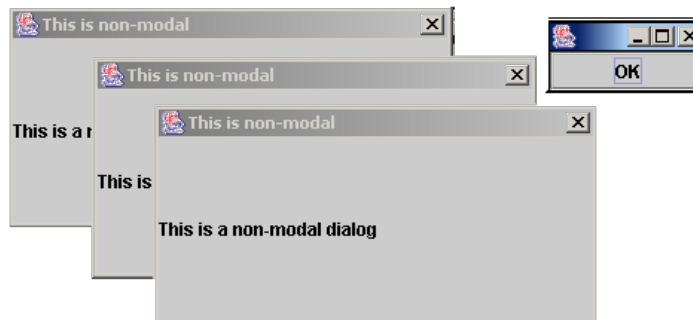 This is non-modal
This is non-modal
This is non-modal
OK
This is a
This is
This is a non-modal dialog